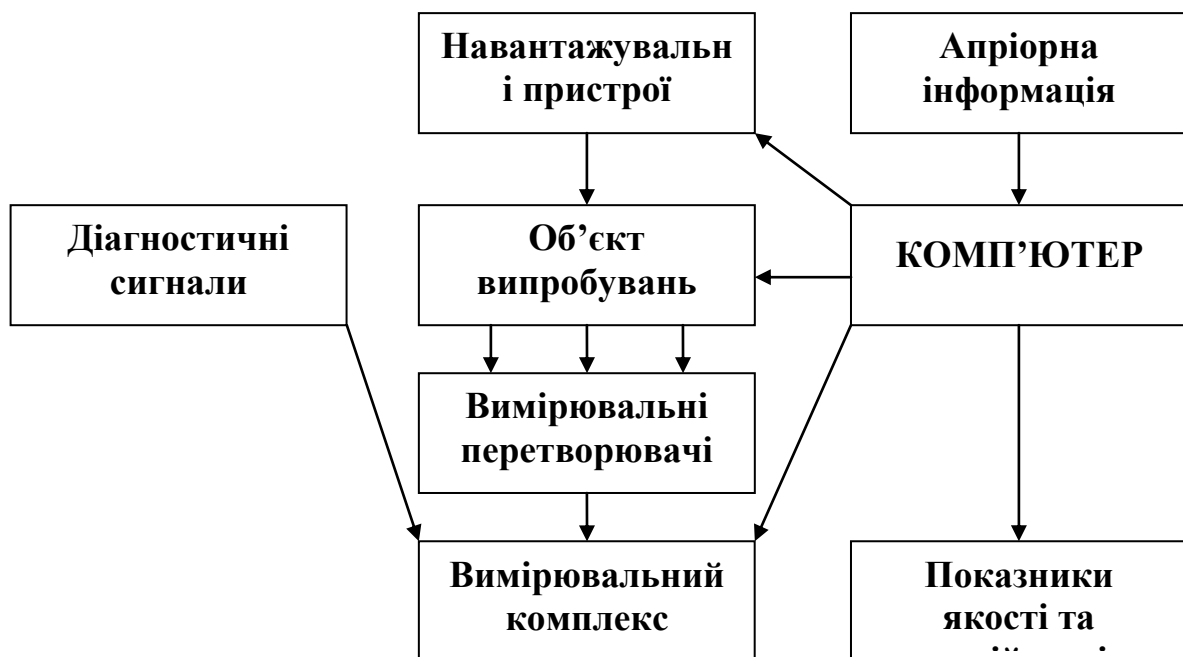 Навантажувальн
і пристрої
Апріорна
інформація
Діагностичні
сигнали
Об’єкт
випробувань
КОМП’ЮТЕР
Вимірювальні
перетворювачі
Вимірювальний
комплекс
Показники
якості та